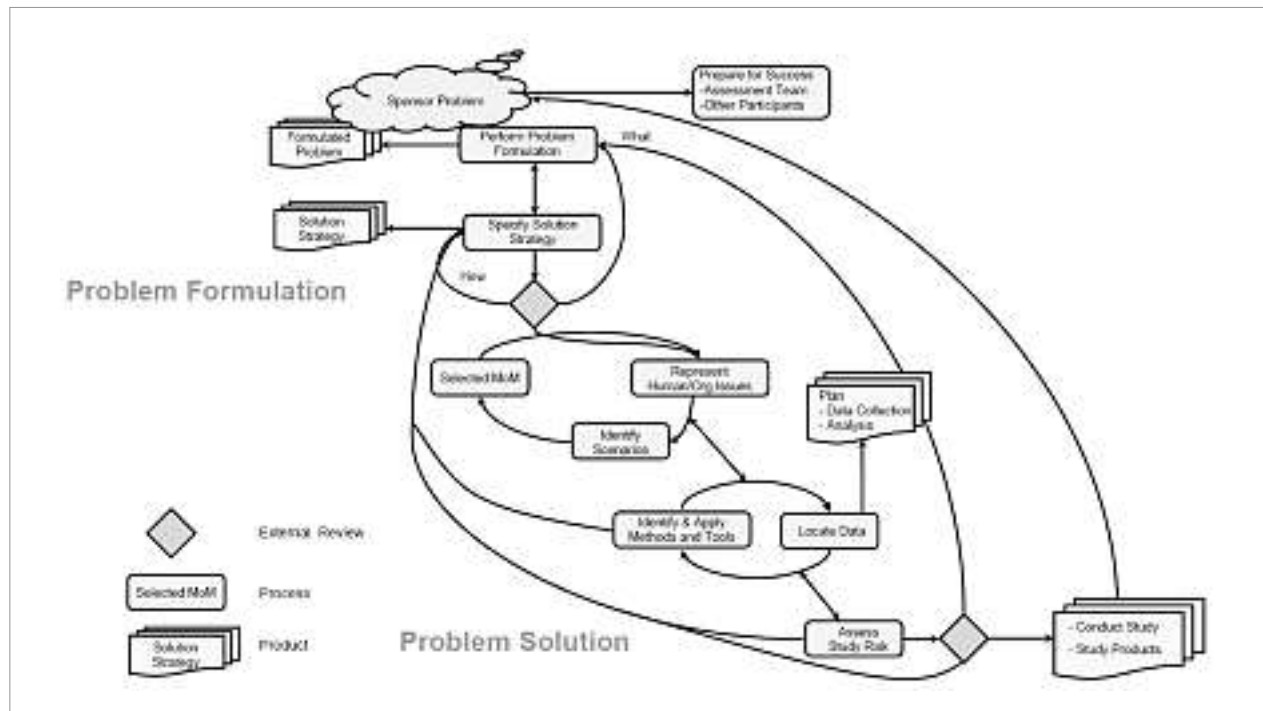 Sponsor Problem
Prepare for Success
-Assessment Team
-Other Participants
Formulated
Problem
Perform Problem
Formulation
What
Solution
Strategy
Specify Solution
Strategy
How
Problem Formulation
Selected MoM
Represent
Human/Org Issues
Plan
- Data Collection
- Analysis
Identify
Scenarios
Identify & Apply
Methods and Tools
Locate Data
External Review
Selected MoM
Process
Solution
Strategy
Product
Problem Solution
Assess
Study Risk
- Conduct Study
- Study Products